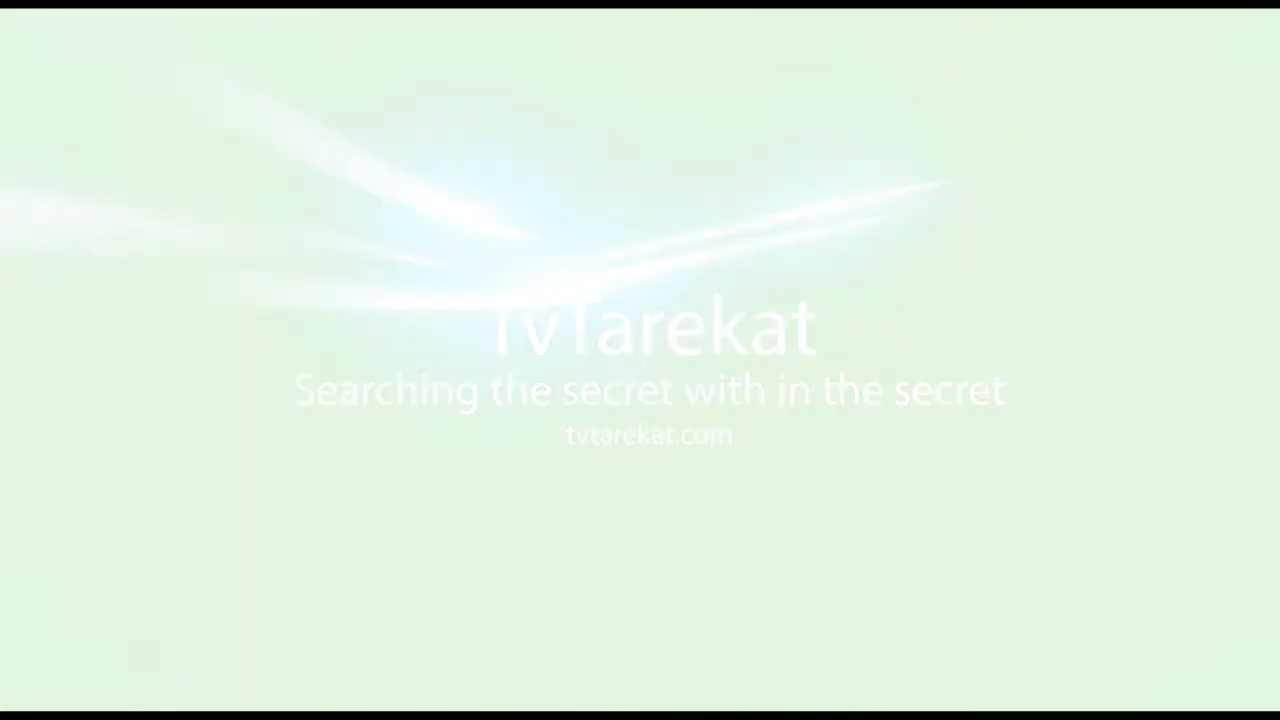 TvTarekat
Searching the secret with in the secret
tvtarekat.com